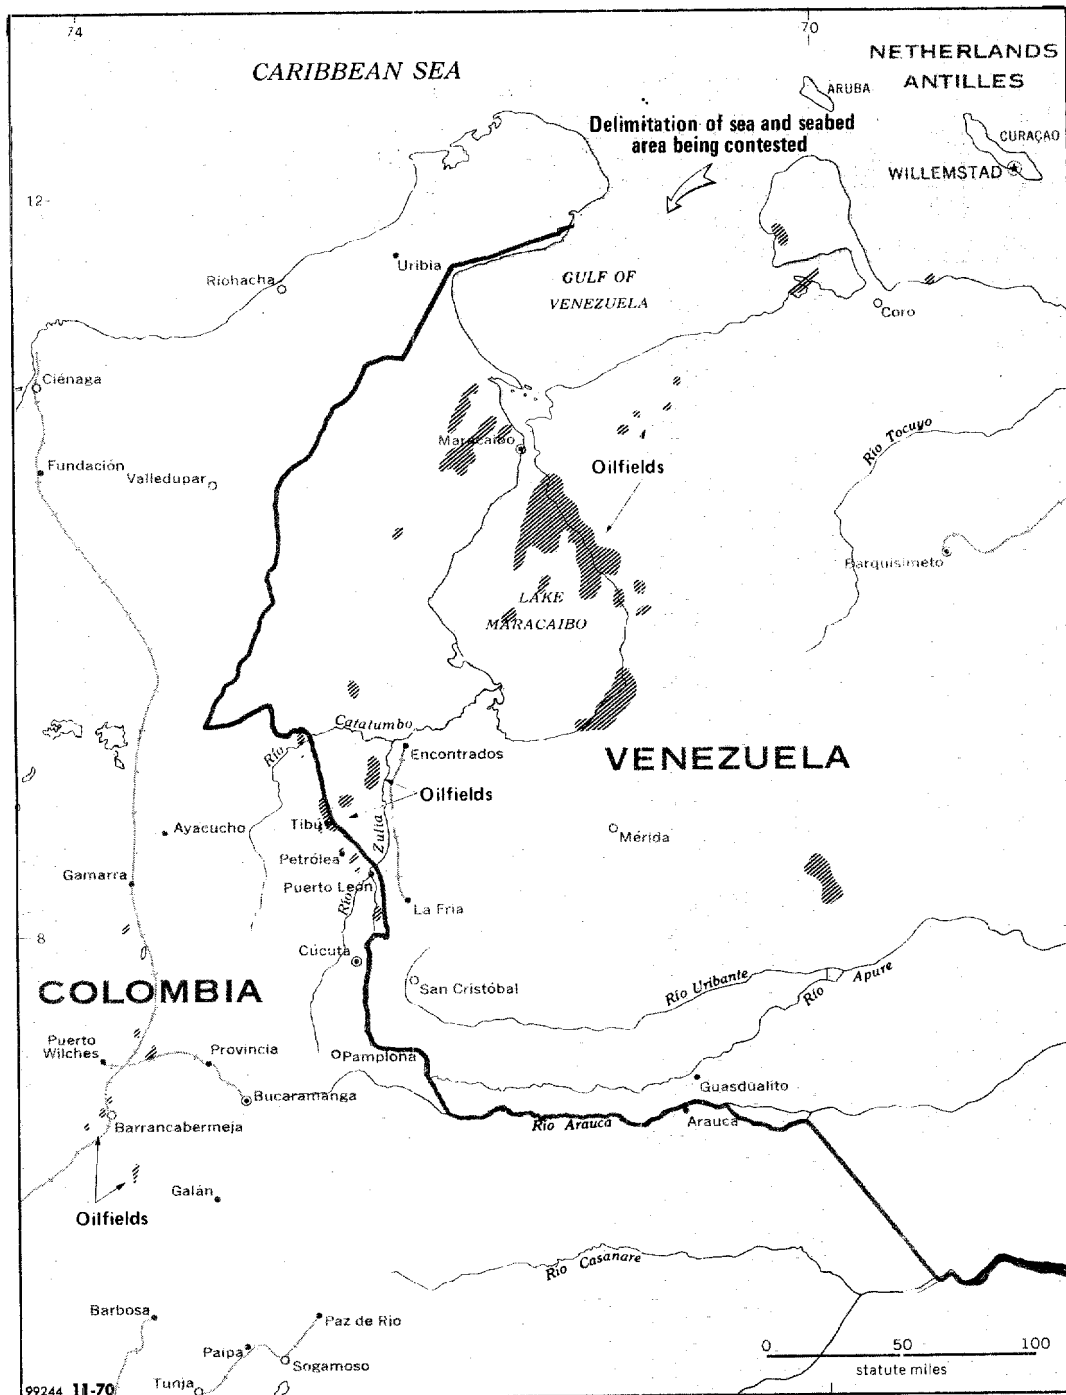 74
70
CARIBBEAN SEA
NETHERLANDS
ANTILLES
ARUBA
Delimitation of sea and seabed
area being contested
CURAÇAO
WILLEMSTAD
12
Uribia
Riohacha
GULF OF
VENEZUELA
Coro
Ciénaga
Maracaibo
Río Tocuyo
Fundación
Valledupar
Oilfields
Barquisimeto
LAKE
MARACAIBO
Catatumbo
Río
Encontrados
VENEZUELA
Oilfields
Tibú
Zulia
Ayacucho
Mérida
Petrólea
Gamarra
Puerto León
Río
La Fria
8
Cúcuta
COLOMBIA
San Cristóbal
Río Uribante
Río Apure
Puerto
Wilches
Provincia
Pamplona
Guasdualito
Bucaramanga
Barrancabermeja
Río Arauca
Arauca
Galán
Oilfields
Río Casanare
Barbosa
Paz de Rio
Paipa
Sogamoso
Tunja
0 50 100
statute miles
99244 11-70